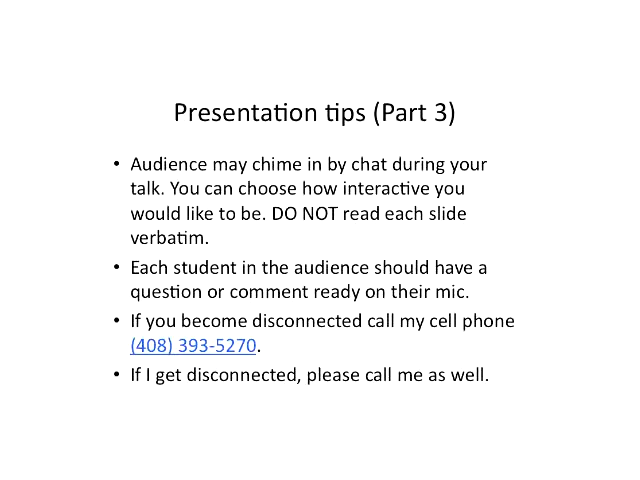 Presentation tips (Part 3)
• Audience may chime in by chat during your
talk. You can choose how interactive you
would like to be. DO NOT read each slide
verbatim.
• Each student in the audience should have a
question or comment ready on their mic.
• If you become disconnected call my cell phone
(408) 393-5270.
• If I get disconnected, please call me as well.